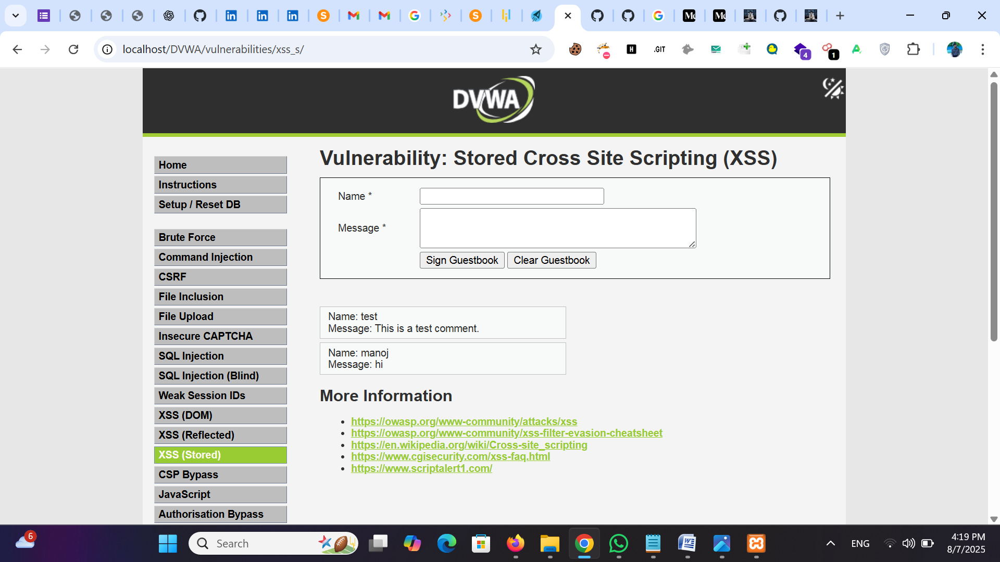 localhost/DVWA/vulnerabilities/xss_s/
H
.GIT
4
1
DVWA
Home
Instructions
Setup / Reset DB
Brute Force
Command Injection
CSRF
File Inclusion
File Upload
Insecure CAPTCHA
SQL Injection
SQL Injection (Blind)
Weak Session IDs
XSS (DOM)
XSS (Reflected)
XSS (Stored)
CSP Bypass
JavaScript
Authorisation Bypass
Vulnerability: Stored Cross Site Scripting (XSS)
Name *
Message *
Sign Guestbook Clear Guestbook
Name: test
Message: This is a test comment.
Name: manoj
Message: hi
More Information
https://owasp.org/www-community/attacks/xss
https://owasp.org/www-community/xss-filter-evasion-cheatsheet
https://en.wikipedia.org/wiki/Cross-site_scripting
https://www.cgisecurity.com/xss-faq.html
https://www.scriptalert1.com/
6
Search
ENG
4:19 PM
8/7/2025